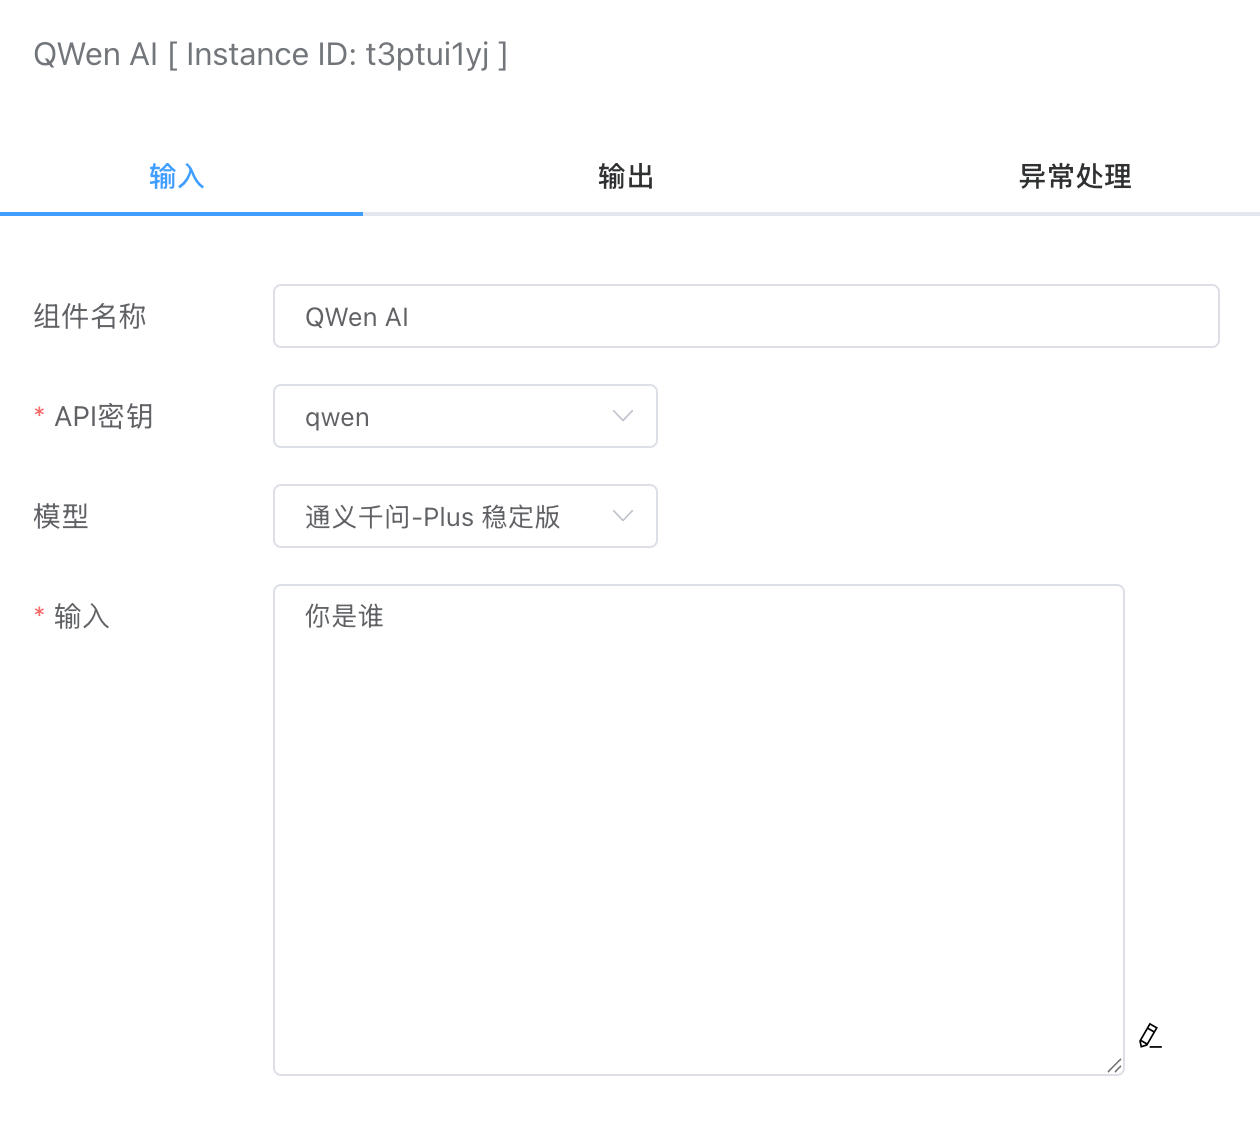 QWen AI [ Instance ID: t3ptui1yj ]
输入 输出 异常处理
组件名称 QWen AI
* API密钥 qwen
模型 通义千问-Plus 稳定版
* 输入 你是谁